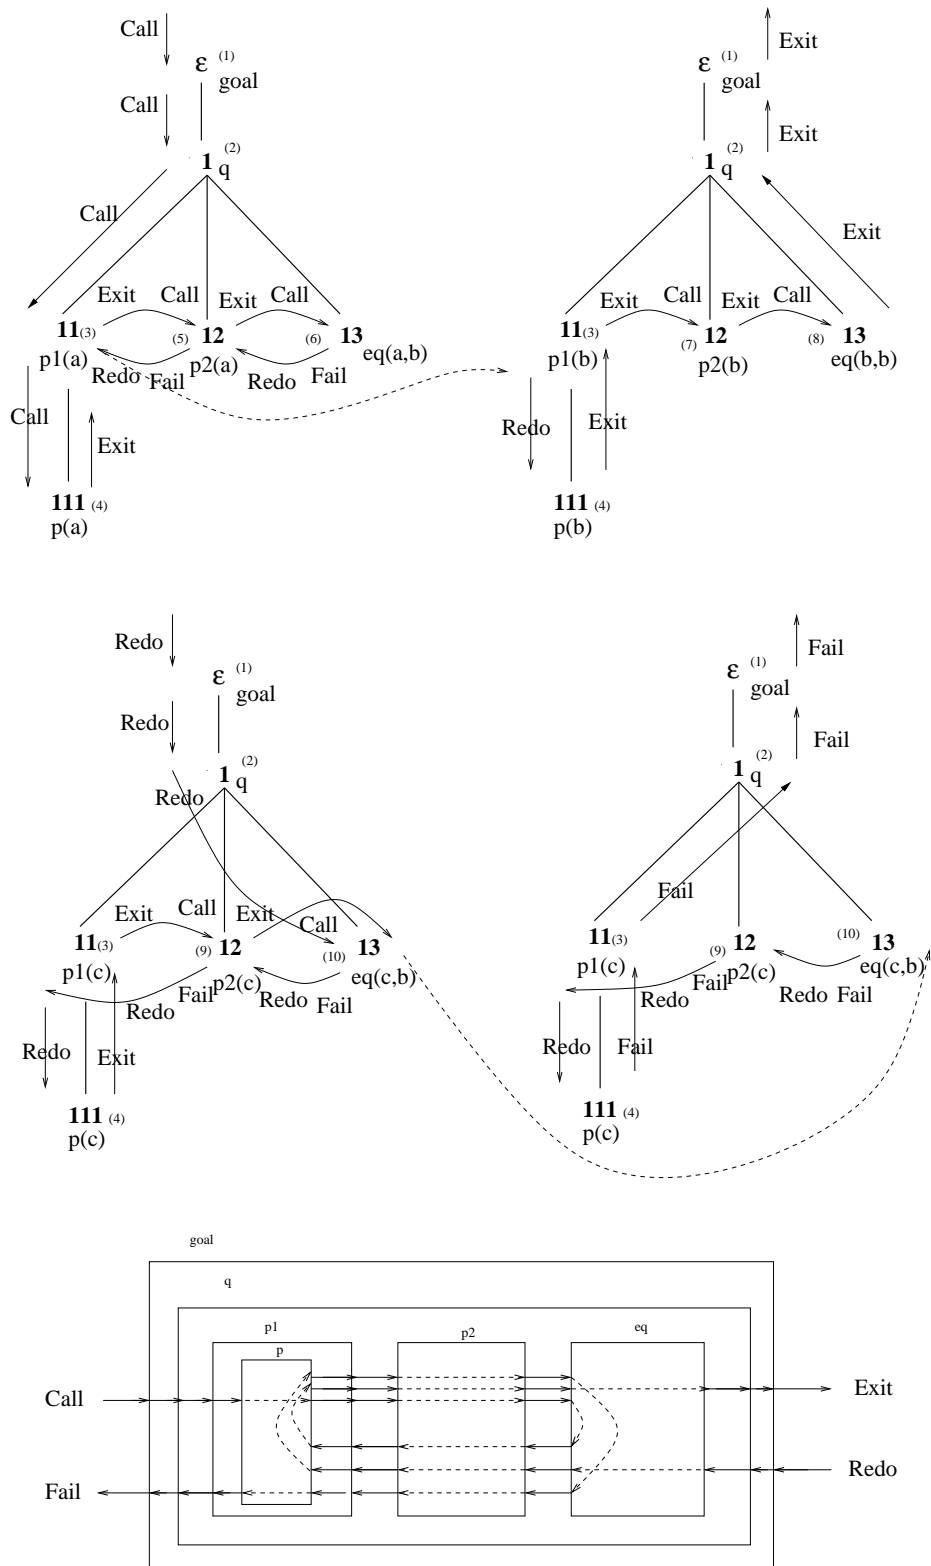 Call
ε (1)
goal
Call
1 (2)
q
Call
Exit Call Exit Call
11(3) (5) 12 (6) 13
p1(a) p2(a) eq(a,b)
Redo Fail Redo Fail
Call Exit
111 (4)
p(a)
Exit
ε (1)
goal
Exit
1 (2)
q
Exit
Exit Call Exit Call
11(3) (7) 12 (8) 13
p1(b) p2(b) eq(b,b)
Redo Exit
111 (4)
p(b)
Redo
ε (1)
goal
Redo
1 (2)
q
Redo
Exit Call Exit Call
11(3) (9) 12 (10) 13
p1(c) p2(c) eq(c,b)
Redo Fail Redo Fail
Redo Exit
111 (4)
p(c)
Fail
ε (1)
goal
Fail
1 (2)
q
Fail
11(3) (9) 12 (10) 13
p1(c) p2(c) eq(c,b)
Redo Fail Redo Fail
Redo Fail
111 (4)
p(c)
goal
q
p1 p2 eq
p
Call Exit
Fail Redo